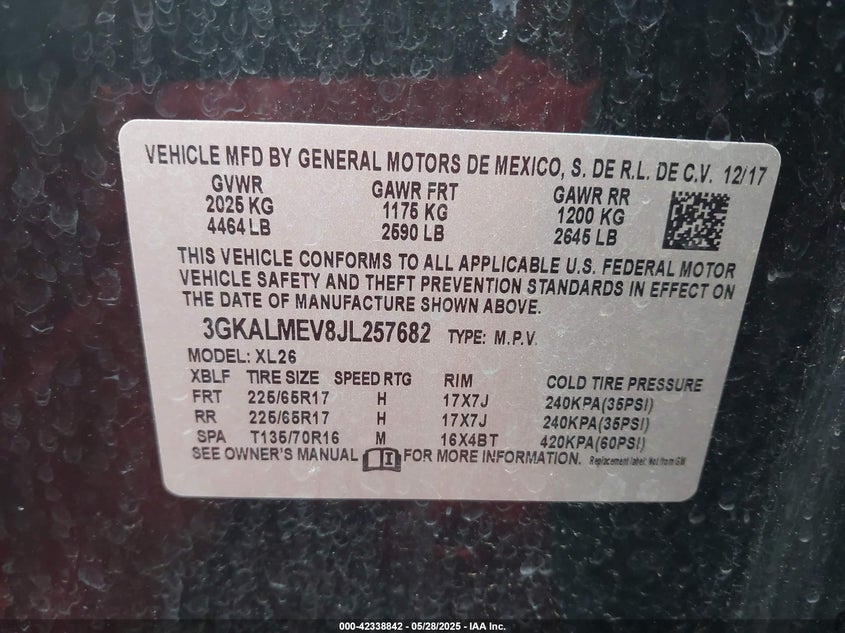 VEHICLE MFD BY GENERAL MOTORS DE MEXICO, S. DE R.L. DE C.V. 12/17
GVWR GAWR FRT GAWR RR
2025 KG 1175 KG 1200 KG
4464 LB 2590 LB 2645 LB
THIS VEHICLE CONFORMS TO ALL APPLICABLE U.S. FEDERAL MOTOR
VEHICLE SAFETY AND THEFT PREVENTION STANDARDS IN EFFECT ON
THE DATE OF MANUFACTURE SHOWN ABOVE.
3GKALMEV8JL257682 TYPE: M.P.V.
MODEL: XL26
XBLF TIRE SIZE SPEED RTG RIM COLD TIRE PRESSURE
FRT 225/65R17 H 17X7J 240KPA(35PSI)
RR 225/65R17 H 17X7J 240KPA(35PSI)
SPA T135/70R16 M 16X4BT 420KPA(60PSI)
SEE OWNER'S MANUAL FOR MORE INFORMATION. Replacement label: Not from GM
000-42338842 / 05/28/2025 - IAA Inc.